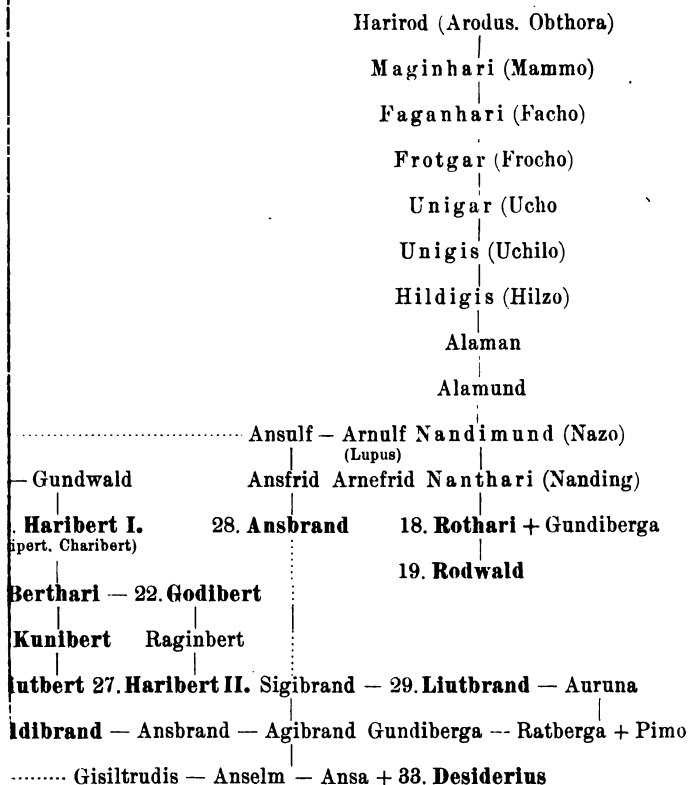 Harirod (Arodus. Obthora)
Maginhari (Mammo)
Faganhari (Facho)
Frotgar (Frocho)
Unigar (Ucho
Unigis (Uchilo)
Hildigis (Hilzo)
Alaman
Alamund
Ansulf — Arnulf Nandimund (Nazo)
(Lupus)
— Gundwald Ansfrid Arnefrid Nanthari (Nanding)
. Haribert I. 28. Ansbrand 18. Rothari + Gundiberga
ipert. Charibert)
19. Rodwald
Berthari — 22. Godibert
Kunibert Raginbert
utbert 27. Haribert II. Sigibrand — 29. Liutbrand — Auruna
ldibrand — Ansbrand — Agibrand Gundiberga --- Ratberga + Pimo
......... Gisiltrudis — Anselm — Ansa + 33. Desiderius